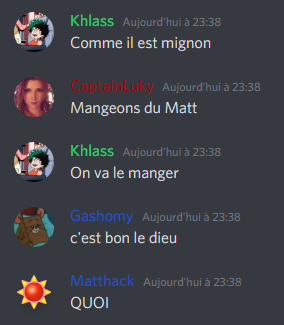 Khlass Aujourd'hui à 23:38
Comme il est mignon
CaptainLuky Aujourd'hui à 23:38
Mangeons du Matt
Khlass Aujourd'hui à 23:38
On va le manger
Gashomy Aujourd'hui à 23:38
c'est bon le dieu
Matthack Aujourd'hui à 23:38
QUOI